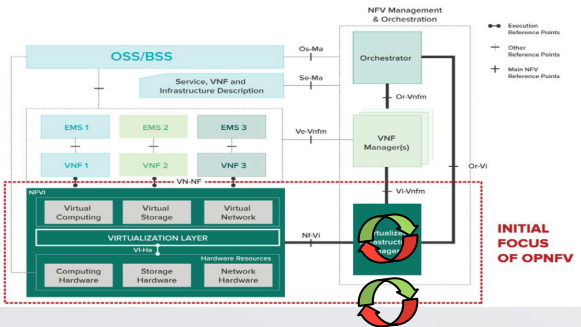 NFV Management
& Orchestration
Execution
Reference Points
Other
Reference Points
Main NFV
Reference Points
OSS/BSS
Os-Ma
Orchestrator
Service, VNF and
Infrastructure Description
Se-Ma
Or-Vnfm
EMS 1
EMS 2
EMS 3
Ve-Vnfm
VNF
Manager(s)
VNF 1
VNF 2
VNF 3
Or-Vi
VN-NF
Vi-Vnfm
NFVI
Virtual
Computing
Virtual
Storage
Virtual
Network
VIRTUALIZATION LAYER
Nf-Vi
VI-Ha
Hardware Resources
Computing
Hardware
Storage
Hardware
Network
Hardware
INITIAL
FOCUS
OF OPNFV